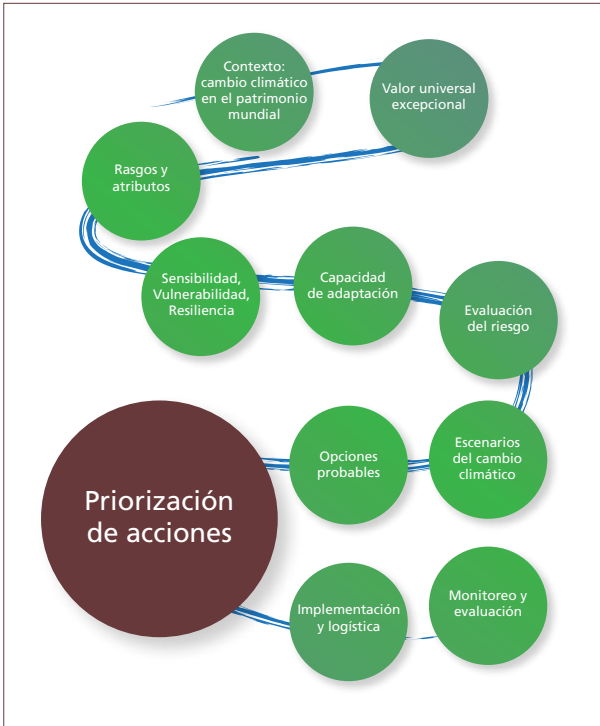 Contexto:
cambio climático
en el patrimonio
mundial
Valor universal
excepcional
Rasgos y
atributos
Sensibilidad,
Vulnerabilidad,
Resiliencia
Capacidad
de adaptación
Evaluación
del riesgo
Escenarios
del cambio
climático
Opciones
probables
Priorización
de acciones
Implementación
y logística
Monitoreo y
evaluación